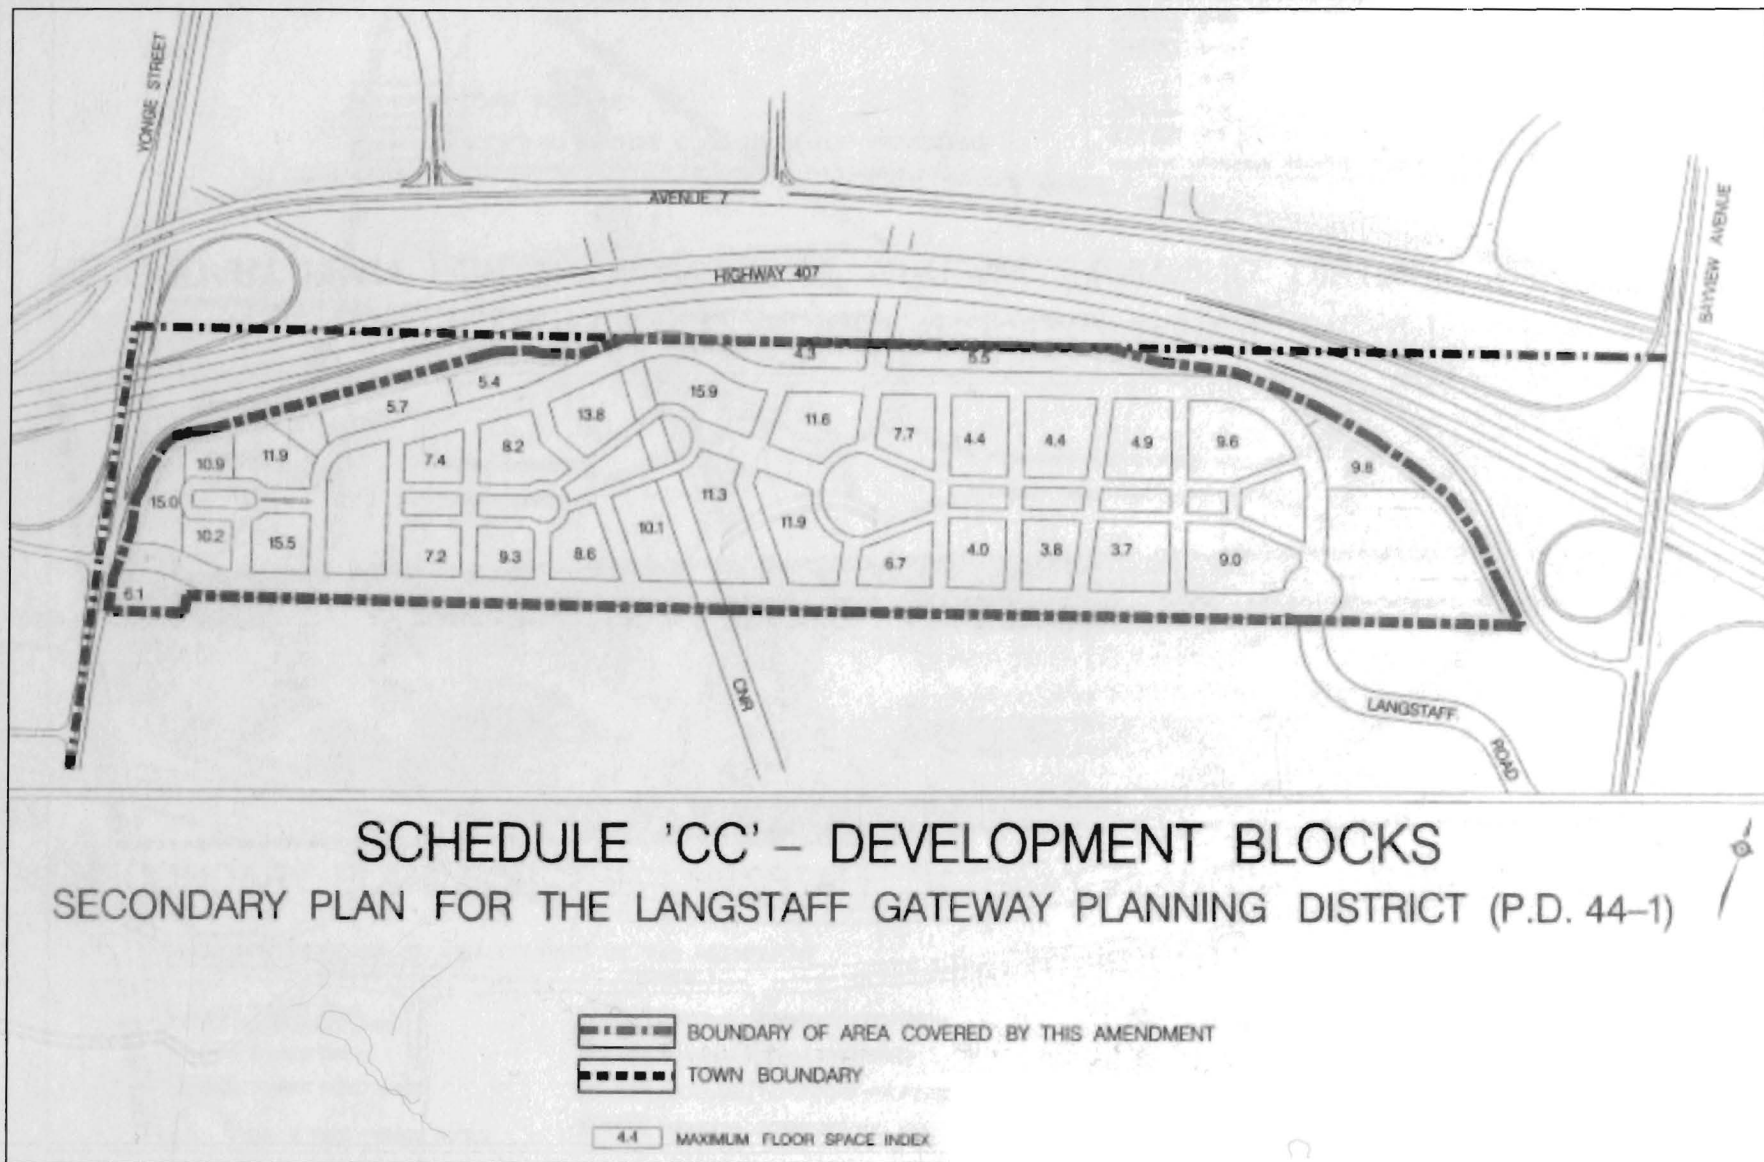 YONGE STREET
AVENUE 7
HIGHWAY 407
BAYVIEW AVENUE
4.3
5.5
5.4
5.7
15.9
13.8
11.6
8.2
7.7
4.4
4.4
4.9
9.6
10.9
11.9
7.4
9.8
15.0
11.3
10.1
11.9
10.2
15.5
7.2
9.3
8.6
6.7
4.0
3.8
3.7
9.0
6.1
CNR
LANGSTAFF
ROAD
SCHEDULE 'CC' – DEVELOPMENT BLOCKS
SECONDARY PLAN FOR THE LANGSTAFF GATEWAY PLANNING DISTRICT (P.D. 44–1)
BOUNDARY OF AREA COVERED BY THIS AMENDMENT
TOWN BOUNDARY
4.4 MAXIMUM FLOOR SPACE INDEX